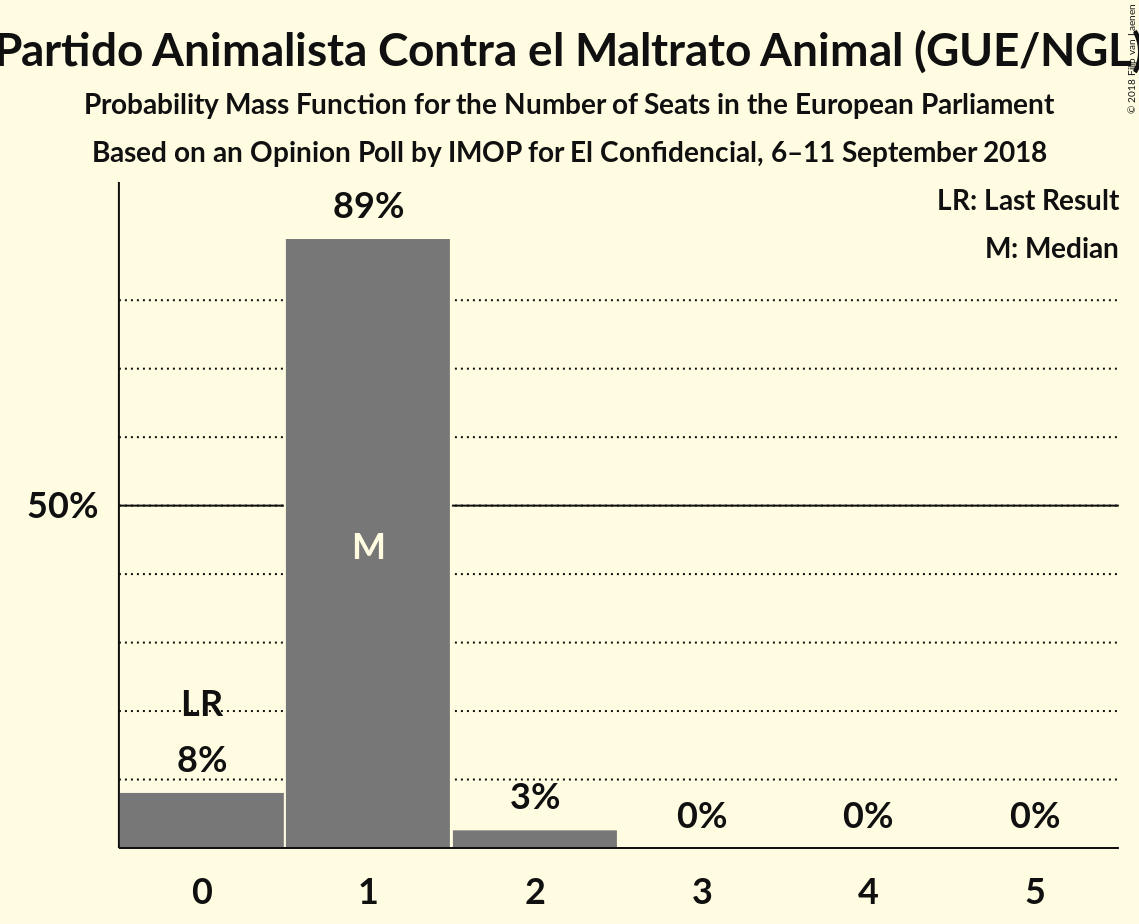 Partido Animalista Contra el Maltrato Animal (GUE/NGL)
© 2018 Filip van Laenen
Probability Mass Function for the Number of Seats in the European Parliament
Based on an Opinion Poll by IMOP for El Confidencial, 6–11 September 2018
LR: Last Result
M: Median
89%
50%
M
LR
8%
3%
0%
0%
0%
0
1
2
3
4
5